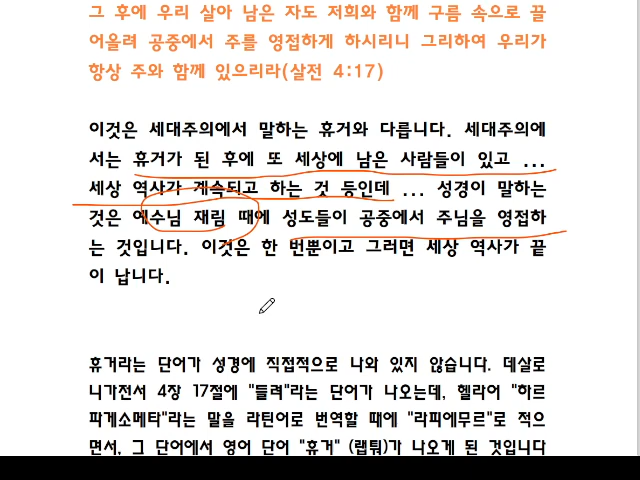 그 후에 우리 살아 남은 자도 저희와 함께 구름 속으로 끌
어올려 공중에서 주를 영접하게 하시리니 그리하여 우리가
항상 주와 함께 있으리라(살전 4:17)
이것은 세대주의에서 말하는 휴거와 다릅니다. 세대주의에
서는 휴거가 된 후에 또 세상에 남은 사람들이 있고 ...
세상 역사가 계속되고 하는 것 등인데 ... 성경이 말하는
것은 예수님 재림 때에 성도들이 공중에서 주님을 영접하
는 것입니다. 이것은 한 번뿐이고 그러면 세상 역사가 끝
이 납니다.
휴거라는 단어가 성경에 직접적으로 나와 있지 않습니다. 데살로
니가전서 4장 17절에 "들려"라는 단어가 나오는데, 헬라어 "하르
파게소메타"라는 말을 라틴어로 번역할 때에 "라피에무르"로 적으
면서, 그 단어에서 영어 단어 "휴거" (랩튀)가 나오게 된 것입니다